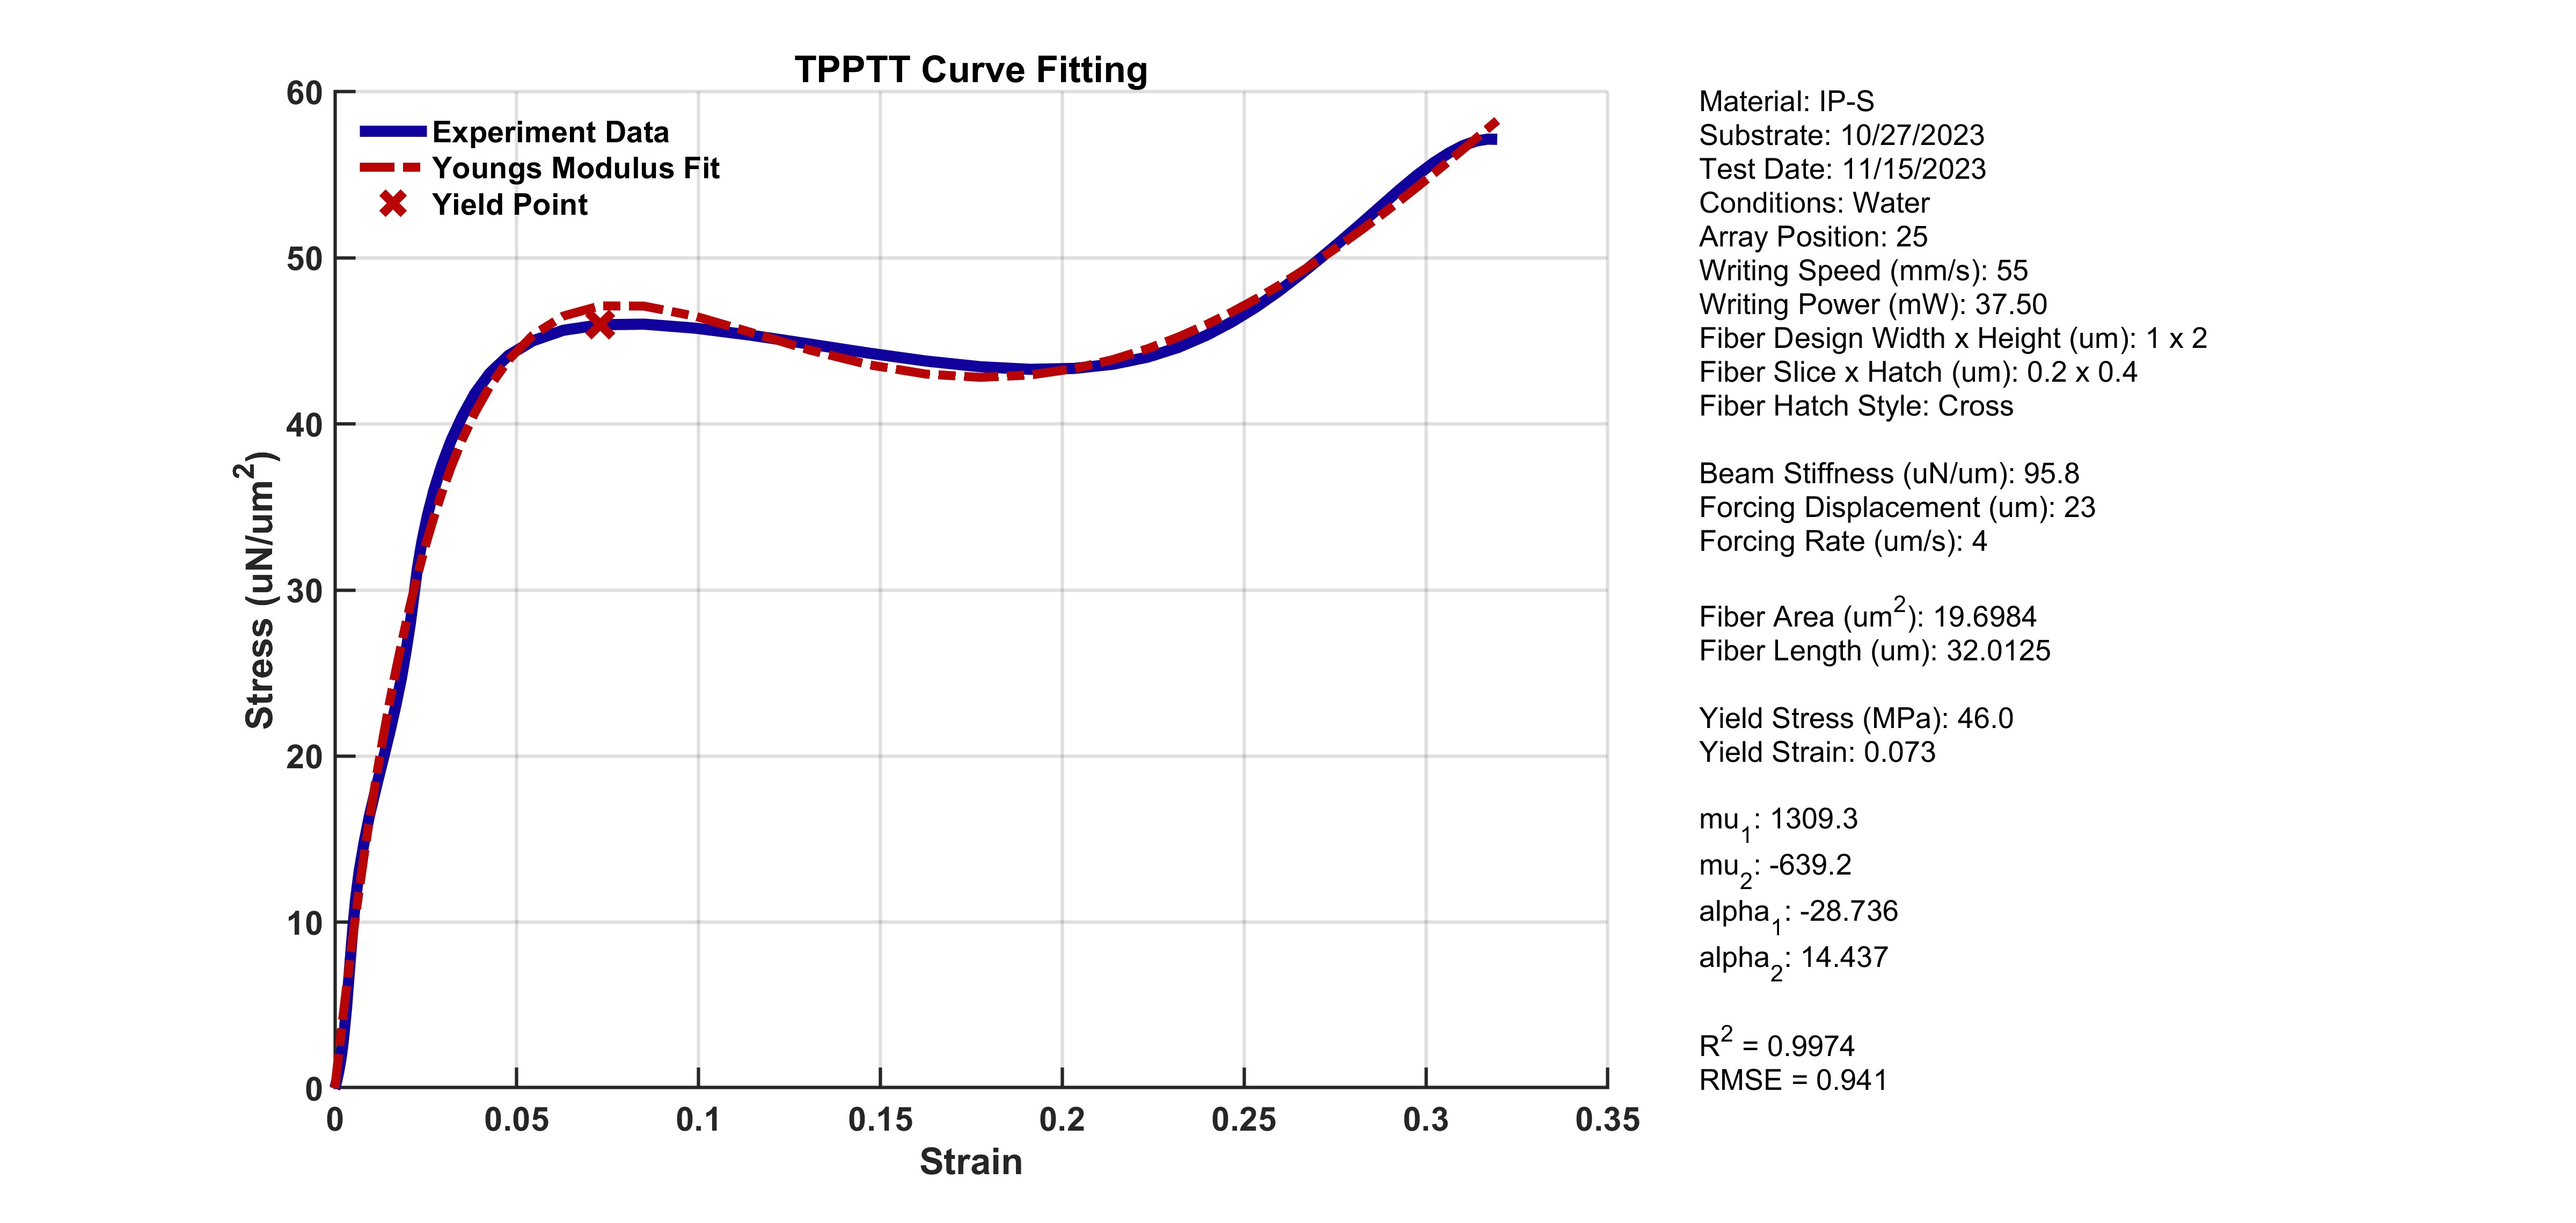 TPPTT Curve Fitting
60
50
40
30
20
10
0
Stress (uN/um²)
Experiment Data
Youngs Modulus Fit
Yield Point
0 0.05 0.1 0.15 0.2 0.25 0.3 0.35
Strain
Material: IP-S
Substrate: 10/27/2023
Test Date: 11/15/2023
Conditions: Water
Array Position: 25
Writing Speed (mm/s): 55
Writing Power (mW): 37.50
Fiber Design Width x Height (um): 1 x 2
Fiber Slice x Hatch (um): 0.2 x 0.4
Fiber Hatch Style: Cross
Beam Stiffness (uN/um): 95.8
Forcing Displacement (um): 23
Forcing Rate (um/s): 4
Fiber Area (um²): 19.6984
Fiber Length (um): 32.0125
Yield Stress (MPa): 46.0
Yield Strain: 0.073
mu₁: 1309.3
mu₂: -639.2
alpha₁: -28.736
alpha₂: 14.437
R² = 0.9974
RMSE = 0.941